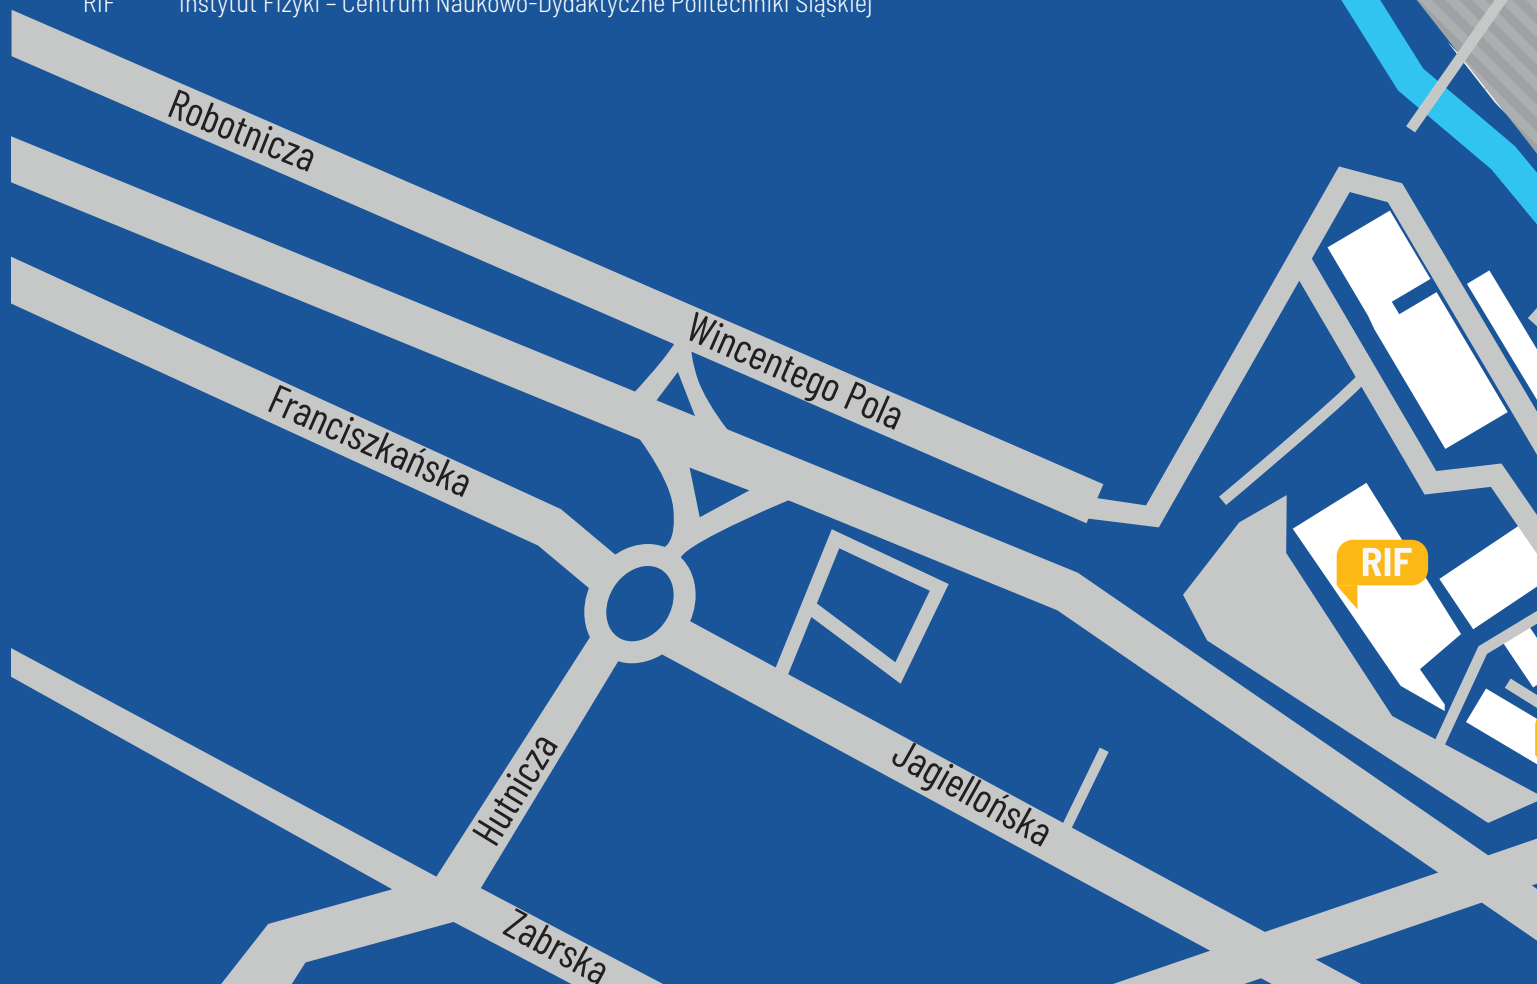 RIF Instytut Fizyki – Centrum Naukowo-Dydaktyczne Politechniki Śląskiej
Robotnicza
Wincentego Pola
Franciszkańska
RIF
Hutnicza
Jagiellońska
Zabrska